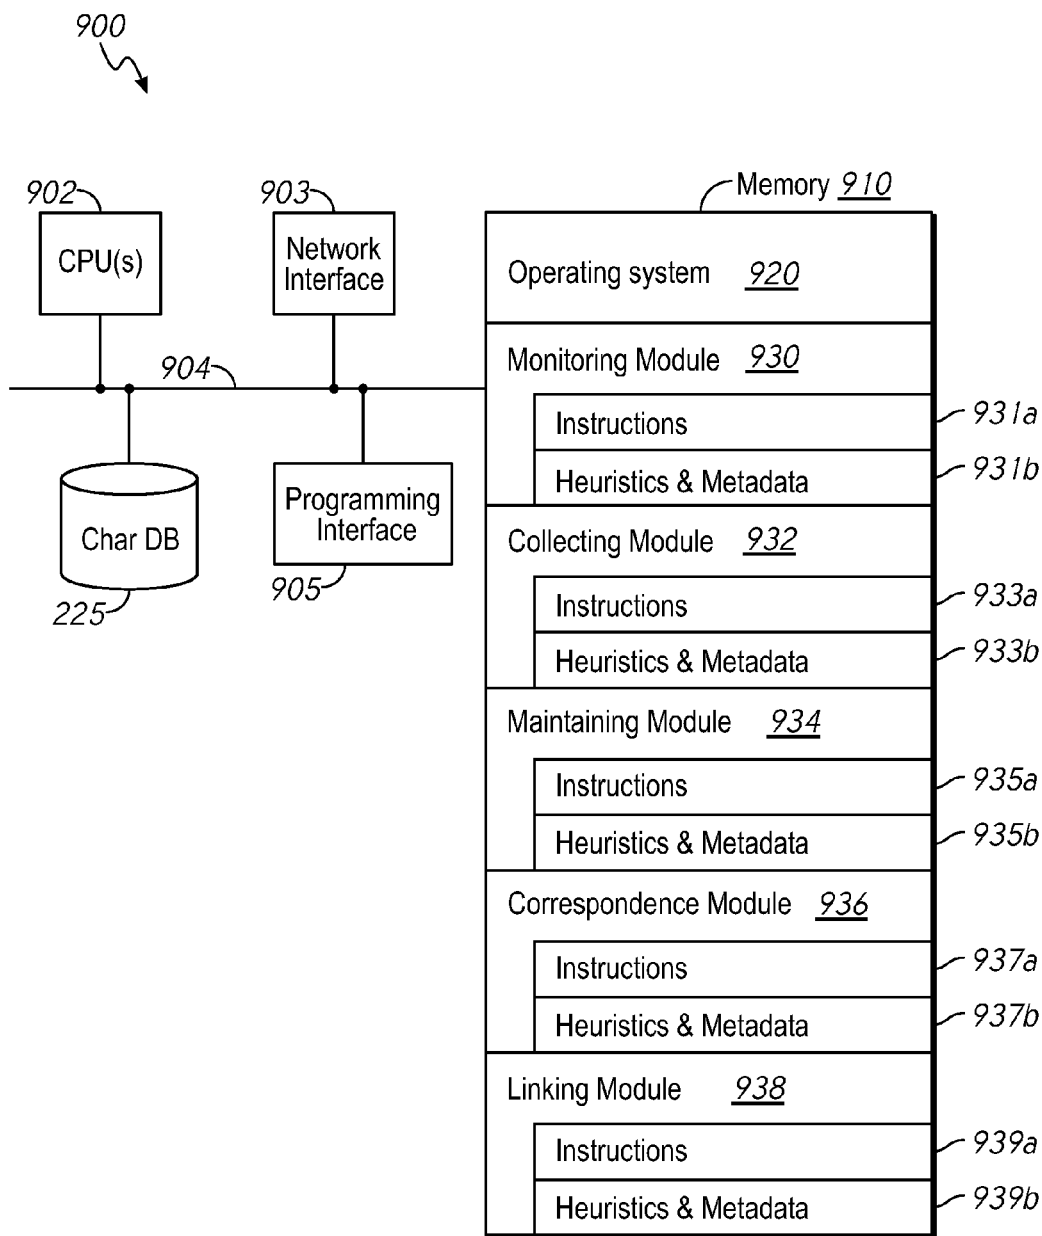 900
902
CPU(s)
903
Network
Interface
904
Char DB
225
Programming
Interface
905
Memory 910
Operating system 920
Monitoring Module 930
Instructions 931a
Heuristics & Metadata 931b
Collecting Module 932
Instructions 933a
Heuristics & Metadata 933b
Maintaining Module 934
Instructions 935a
Heuristics & Metadata 935b
Correspondence Module 936
Instructions 937a
Heuristics & Metadata 937b
Linking Module 938
Instructions 939a
Heuristics & Metadata 939b